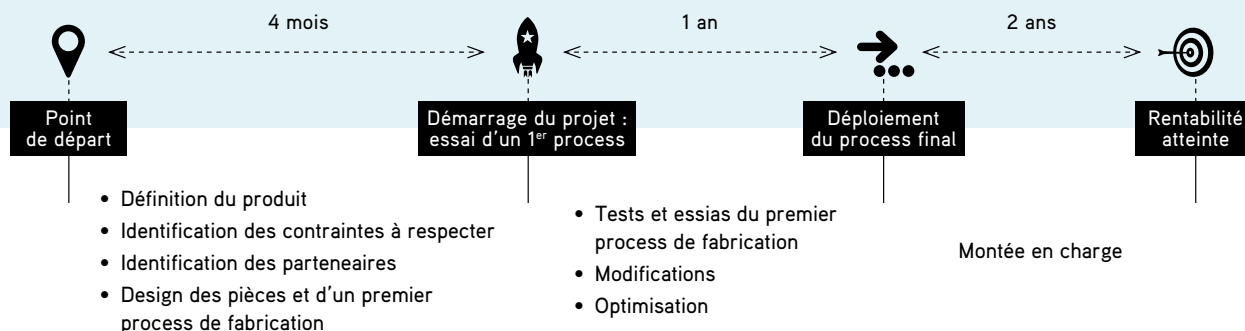 4 mois
1 an
2 ans
Point
de départ
Démarrage du projet :
essai d'un 1er process
Déploiement
du process final
Rentabilité
atteinte
• Définition du produit
• Identification des contraintes à respecter
• Identification des parteneaires
• Design des pièces et d'un premier
process de fabrication
• Tests et essias du premier
process de fabrication
• Modifications
• Optimisation
Montée en charge